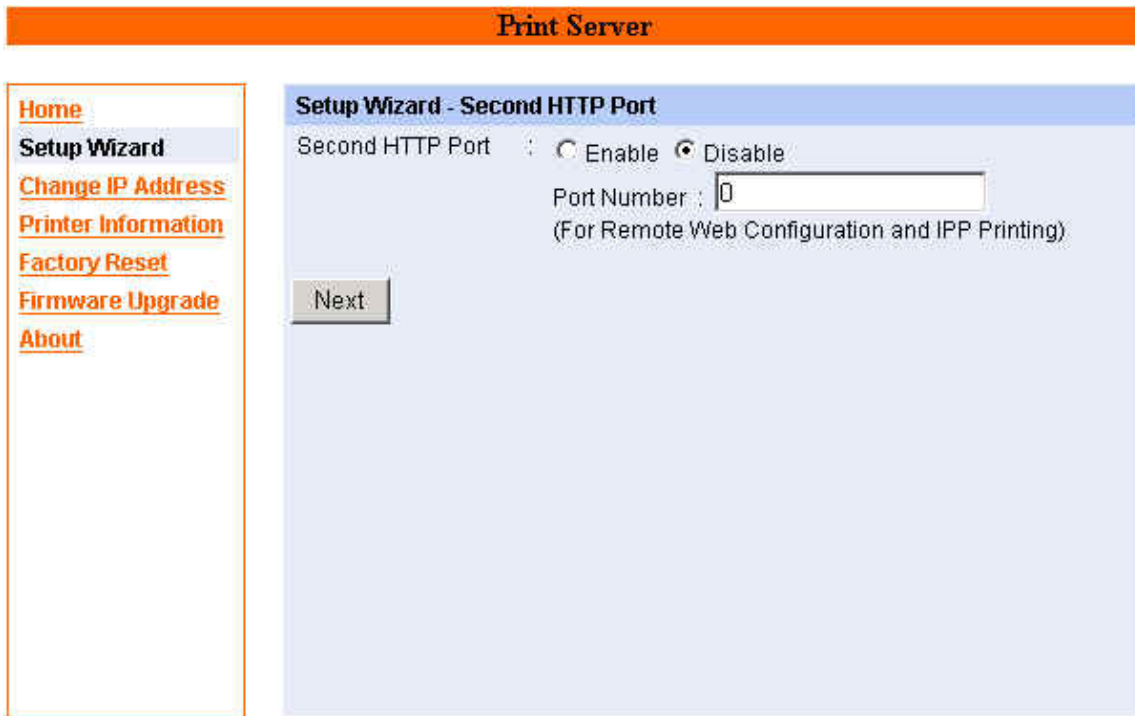 Print Server
Home
Setup Wizard
Change IP Address
Printer Information
Factory Reset
Firmware Upgrade
About
Setup Wizard - Second HTTP Port
Second HTTP Port : Enable Disable
Port Number : 0
(For Remote Web Configuration and IPP Printing)
Next